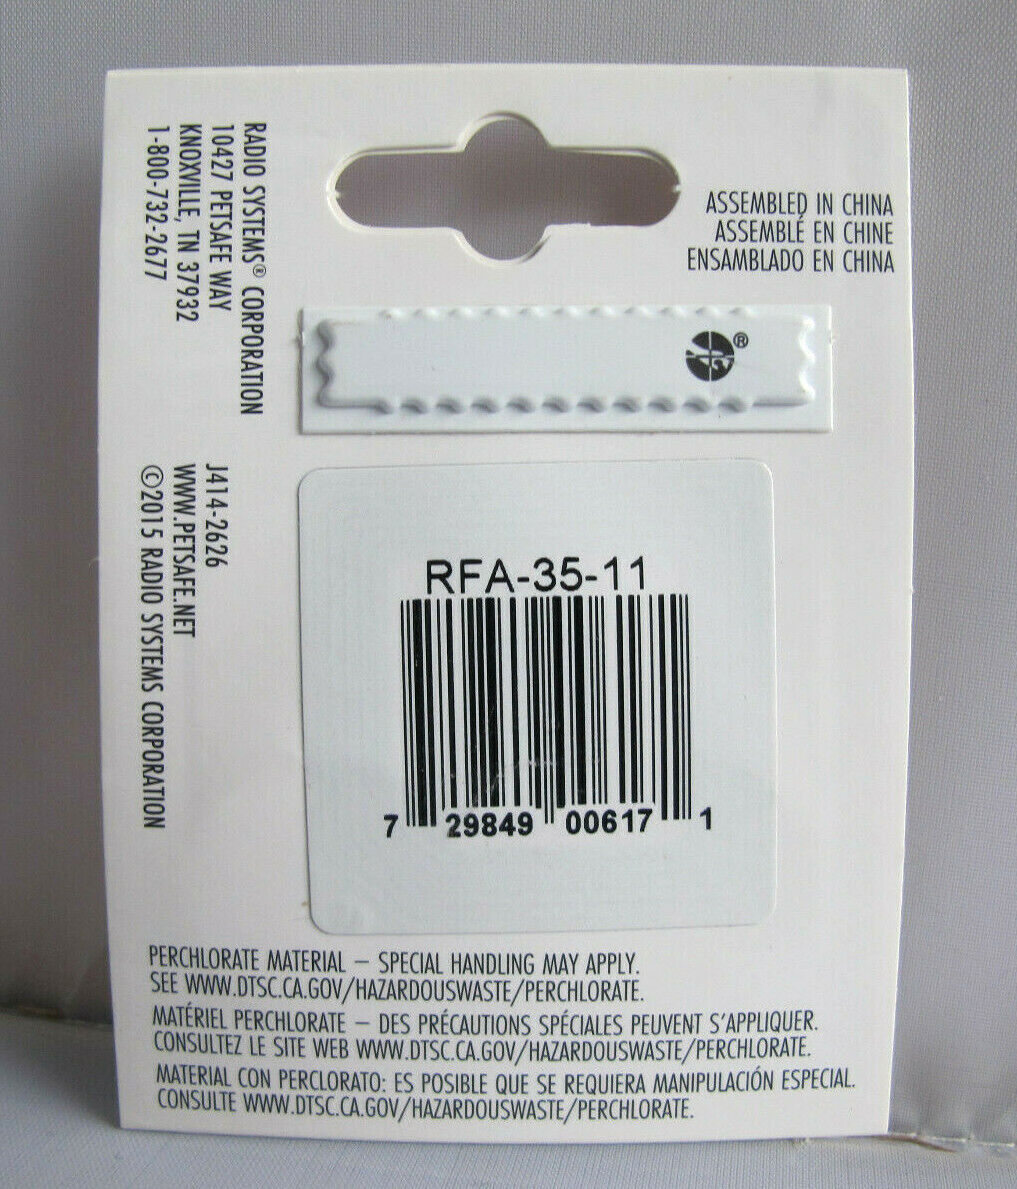 RADIO SYSTEMS® CORPORATION
10427 PETSAFE WAY
KNOXVILLE, TN 37932
1-800-732-2677
ASSEMBLED IN CHINA
ASSEMBLÉ EN CHINE
ENSAMBLADO EN CHINA
®
J414-2626
WWW.PETSAFE.NET
©2015 RADIO SYSTEMS CORPORATION
RFA-35-11
7 29849 00617 1
PERCHLORATE MATERIAL – SPECIAL HANDLING MAY APPLY.
SEE WWW.DTSC.CA.GOV/HAZARDOUSWASTE/PERCHLORATE.
MATÉRIEL PERCHLORATE – DES PRÉCAUTIONS SPÉCIALES PEUVENT S'APPLIQUER.
CONSULTEZ LE SITE WEB WWW.DTSC.CA.GOV/HAZARDOUSWASTE/PERCHLORATE.
MATERIAL CON PERCLORATO: ES POSIBLE QUE SE REQUIERA MANIPULACIÓN ESPECIAL.
CONSULTE WWW.DTSC.CA.GOV/HAZARDOUSWASTE/PERCHLORATE.